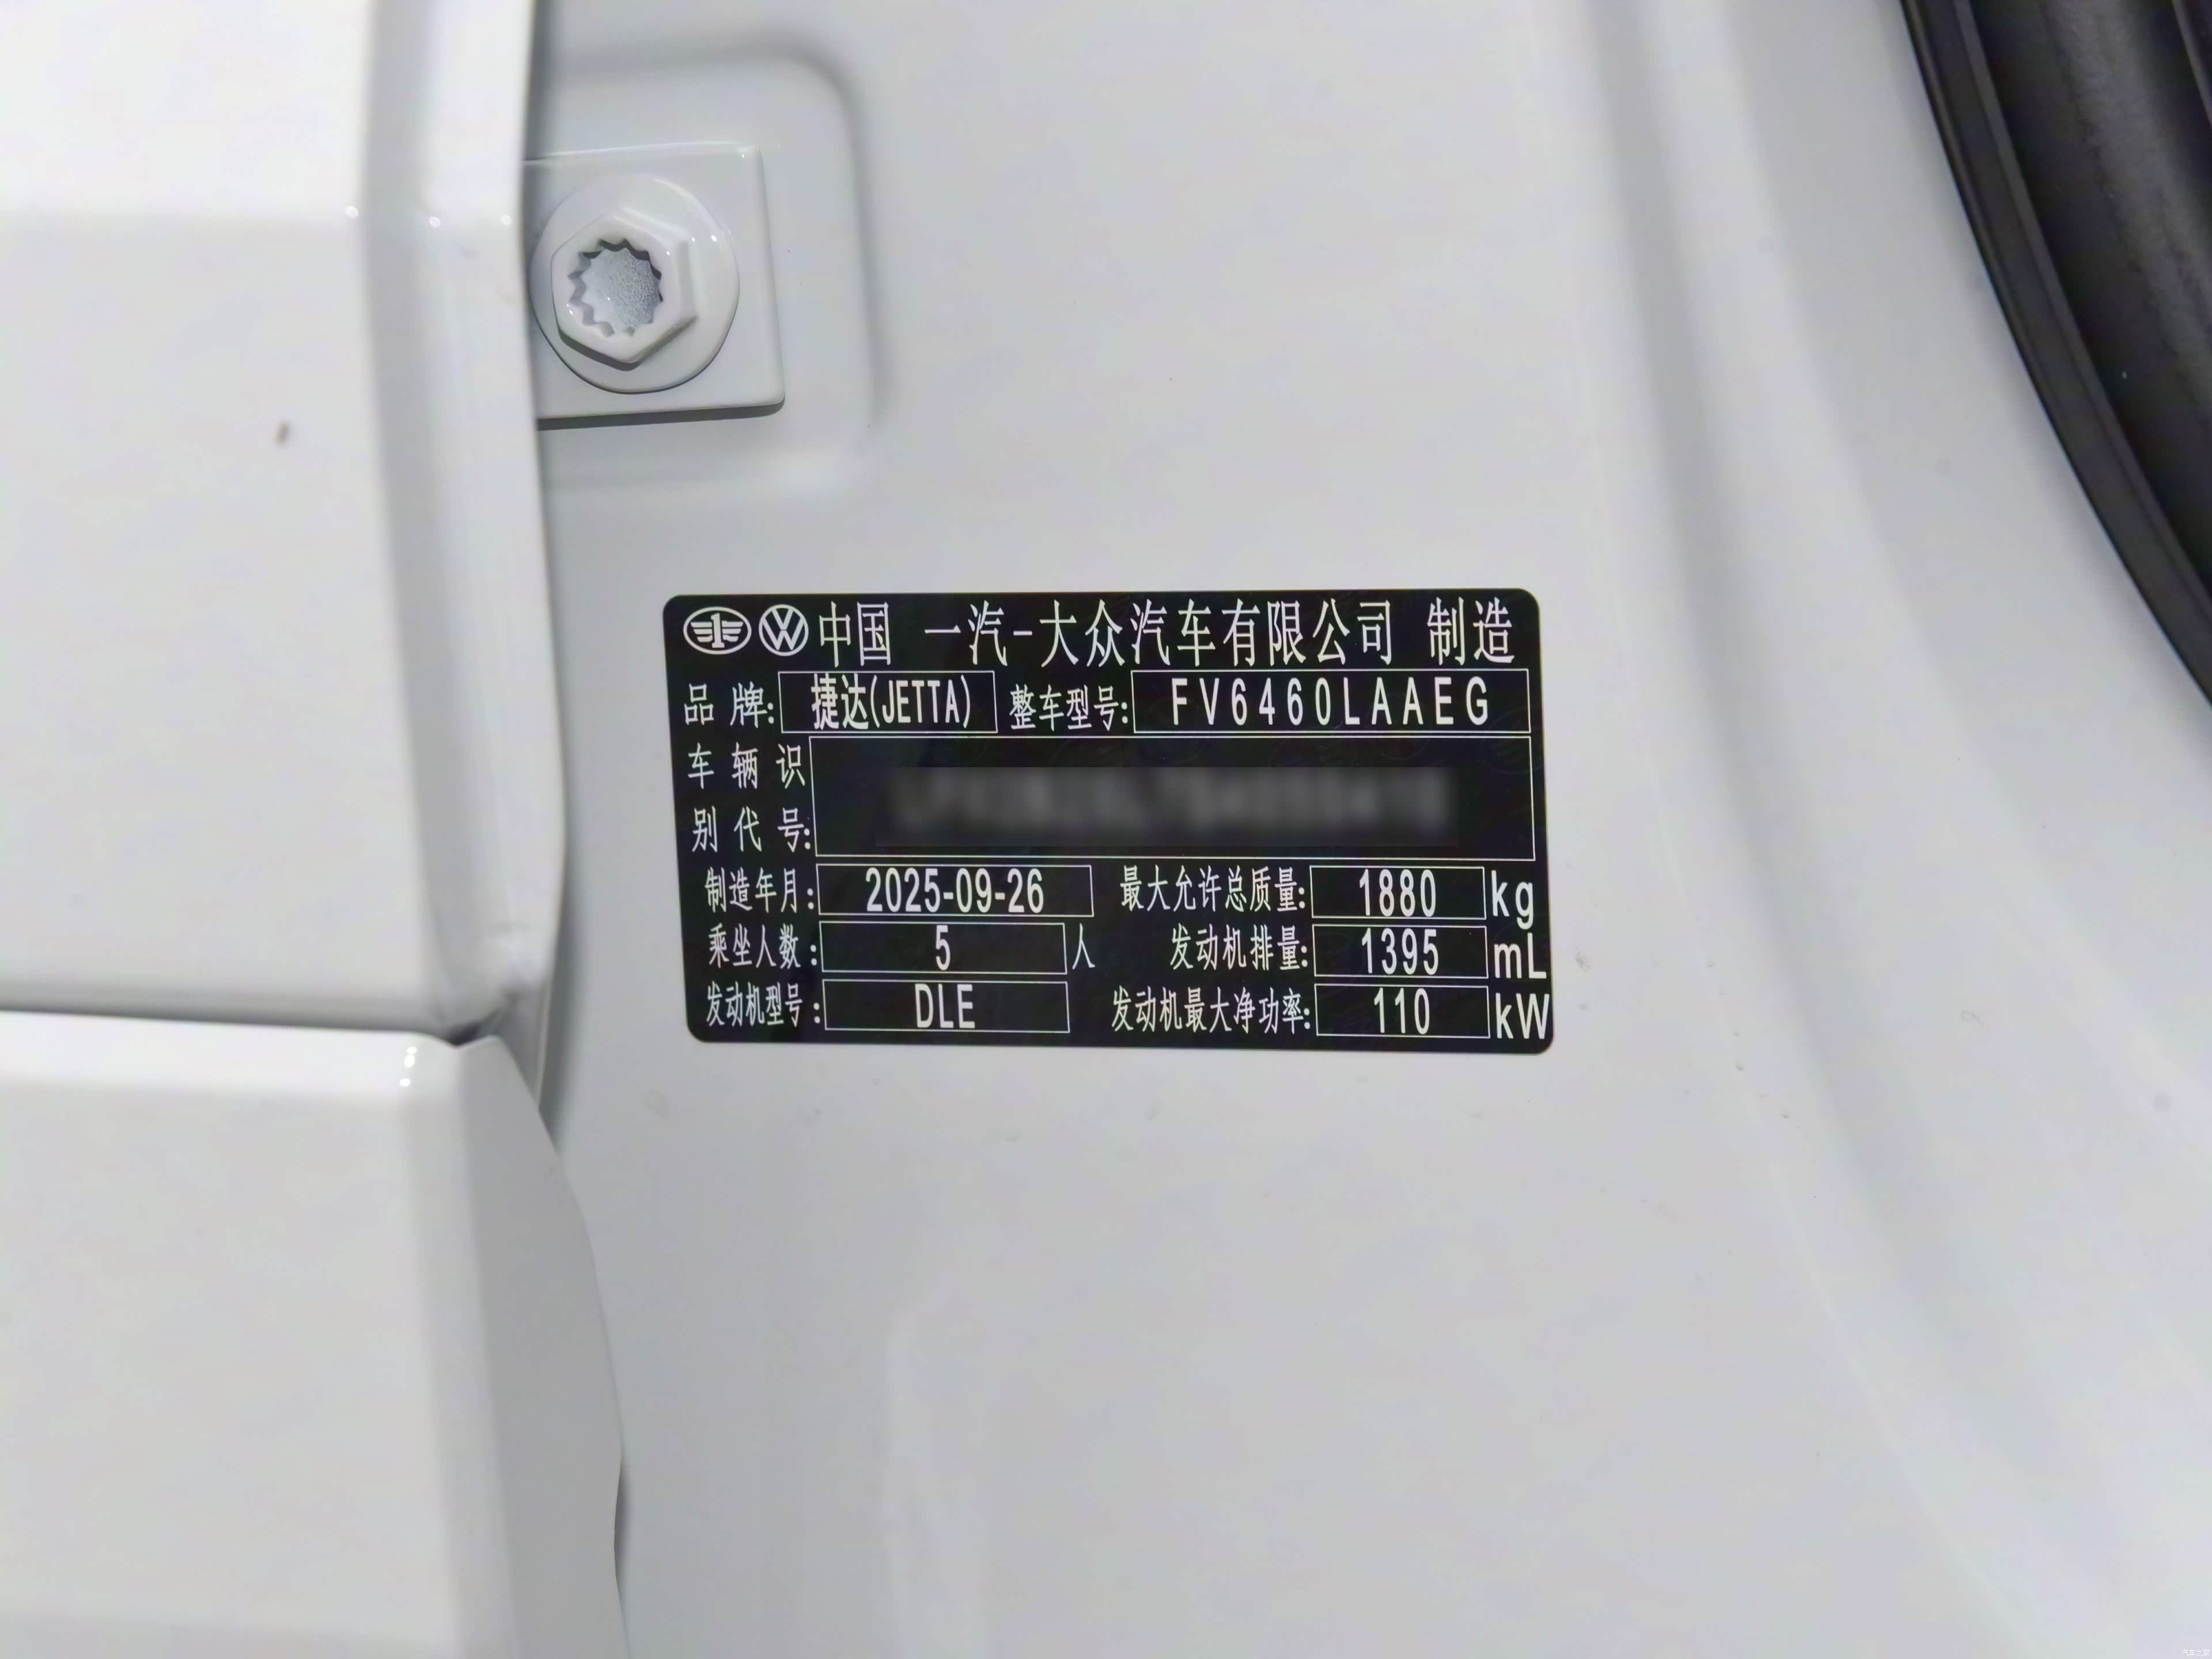 中国 一汽-大众汽车有限公司 制造
品牌: 捷达(JETTA) 整车型号: FV6460LAAEG
车辆识
别代号:
制造年月: 2025-09-26 最大允许总质量: 1880 kg
乘坐人数: 5 人 发动机排量: 1395 mL
发动机型号: DLE 发动机最大净功率: 110 kW